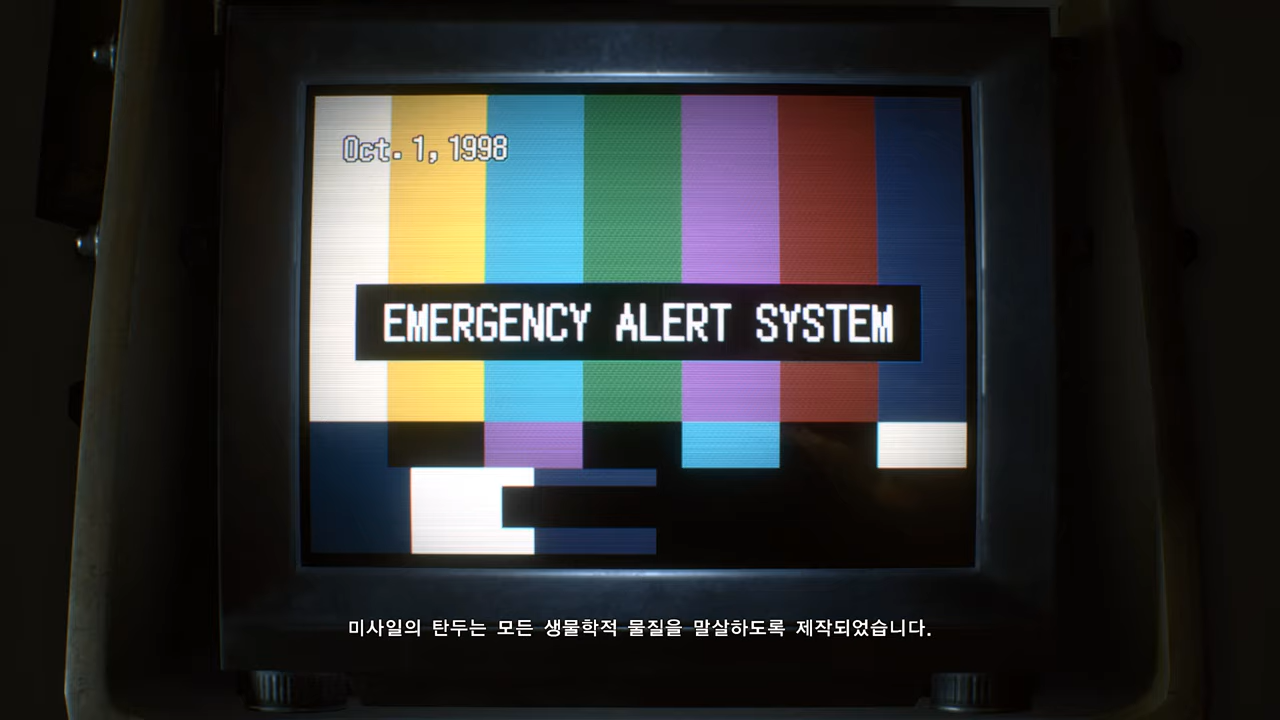 Oct. 1, 1998
EMERGENCY ALERT SYSTEM
미사일의 탄두는 모든 생물학적 물질을 말살하도록 제작되었습니다.